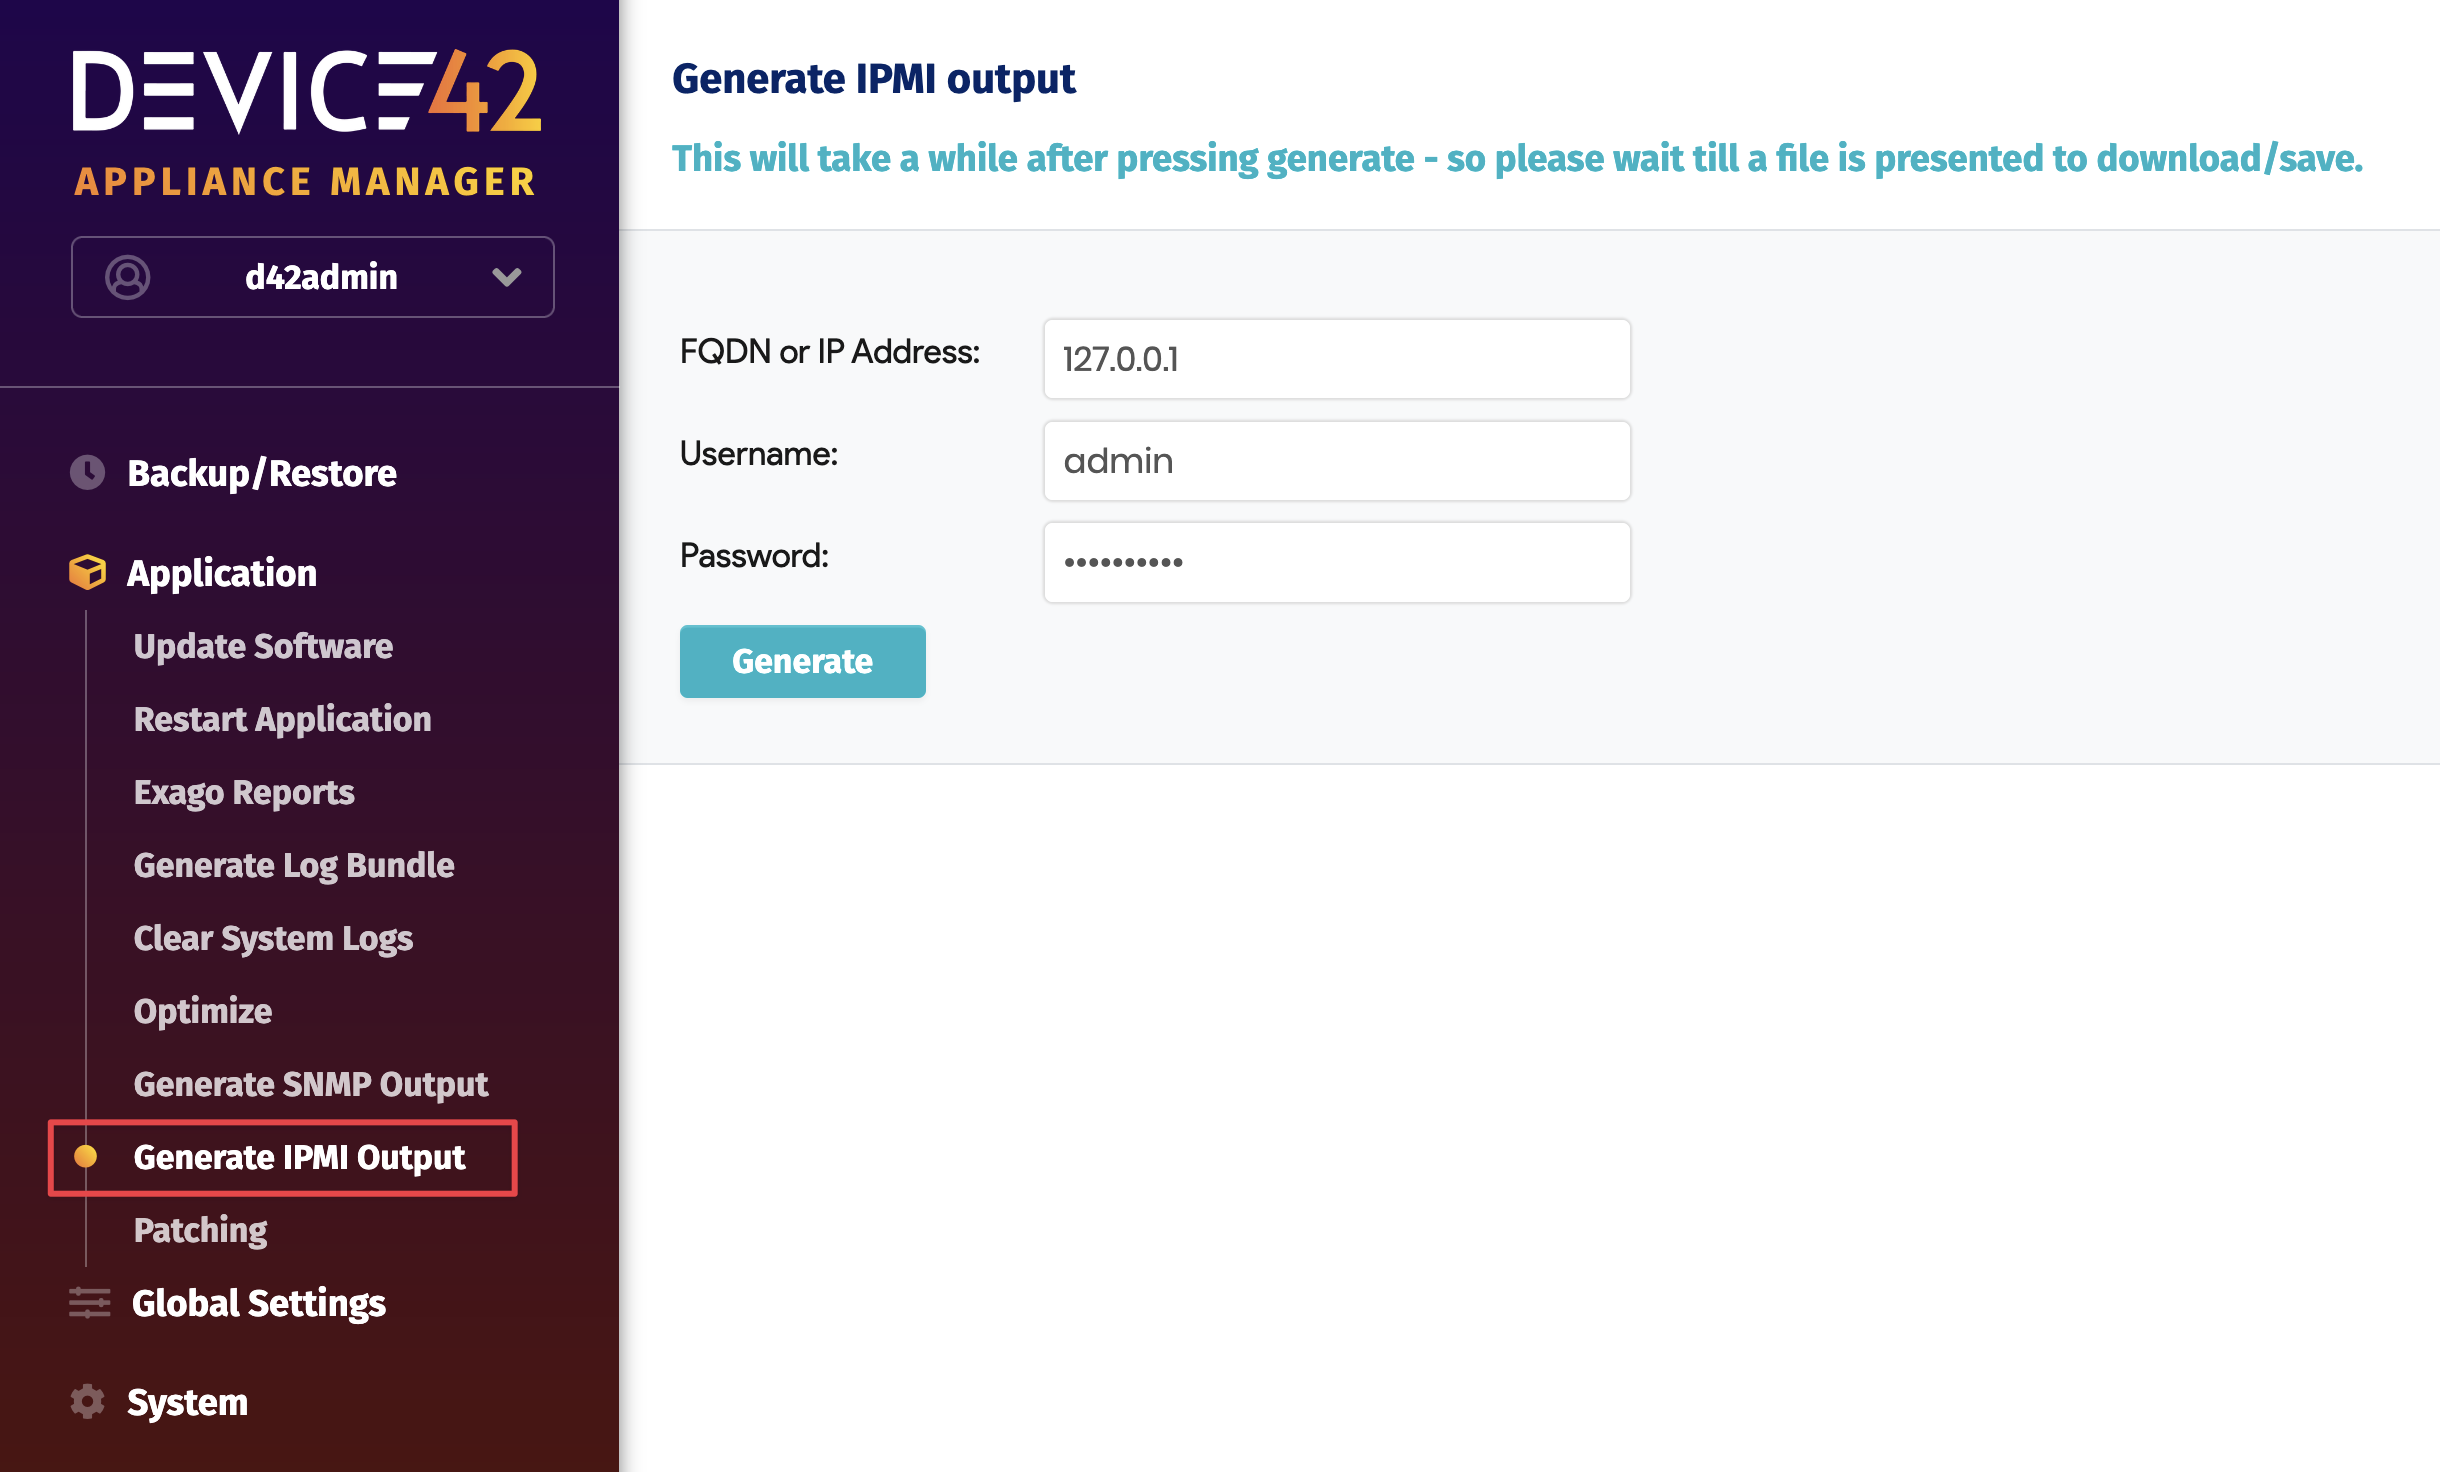 DEVICE42
APPLIANCE MANAGER
d42admin
Backup/Restore
Application
Update Software
Restart Application
Exago Reports
Generate Log Bundle
Clear System Logs
Optimize
Generate SNMP Output
Generate IPMI Output
Patching
Global Settings
System
Generate IPMI output
This will take a while after pressing generate - so please wait till a file is presented to download/save.
FQDN or IP Address: 127.0.0.1
Username: admin
Password: ••••••••••
Generate